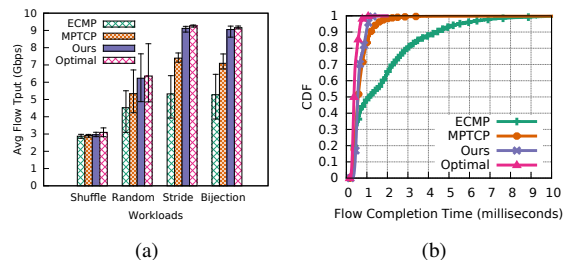 10
9
8
7
6
5
4
3
2
1
0
Avg Flow Tput (Gbps)
ECMP
MPTCP
Ours
Optimal
Shuffle Random Stride Bijection
Workloads
(a)
1
0.9
0.8
0.7
0.6
0.5
0.4
0.3
0.2
0.1
0
CDF
ECMP
MPTCP
Ours
Optimal
0 1 2 3 4 5 6 7 8 9 10
Flow Completion Time (milliseconds)
(b)